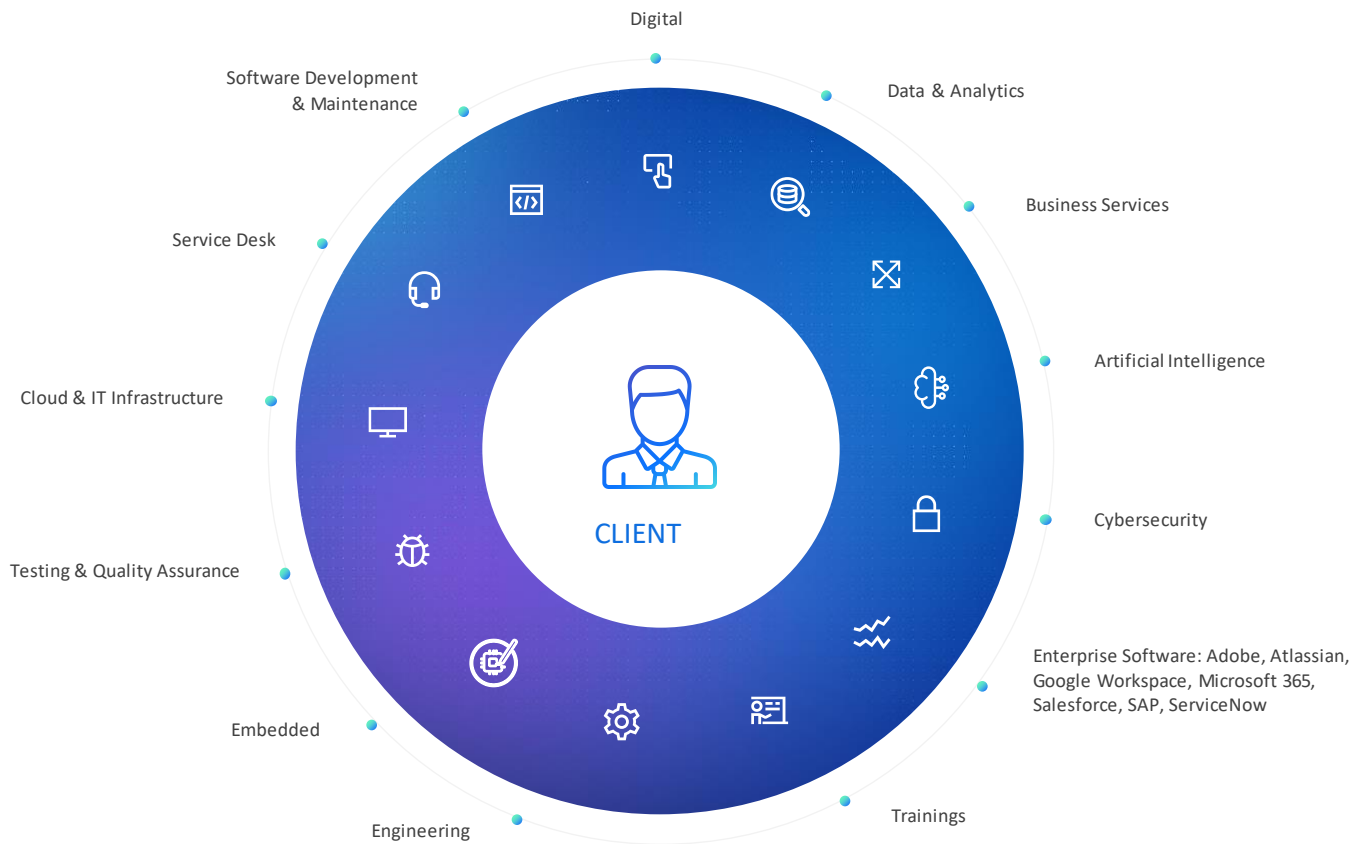 Digital
Data & Analytics
Business Services
Artificial Intelligence
Cybersecurity
Enterprise Software: Adobe, Atlassian,
Google Workspace, Microsoft 365,
Salesforce, SAP, ServiceNow
Trainings
Engineering
Embedded
Testing & Quality Assurance
Cloud & IT Infrastructure
Service Desk
Software Development
& Maintenance
CLIENT